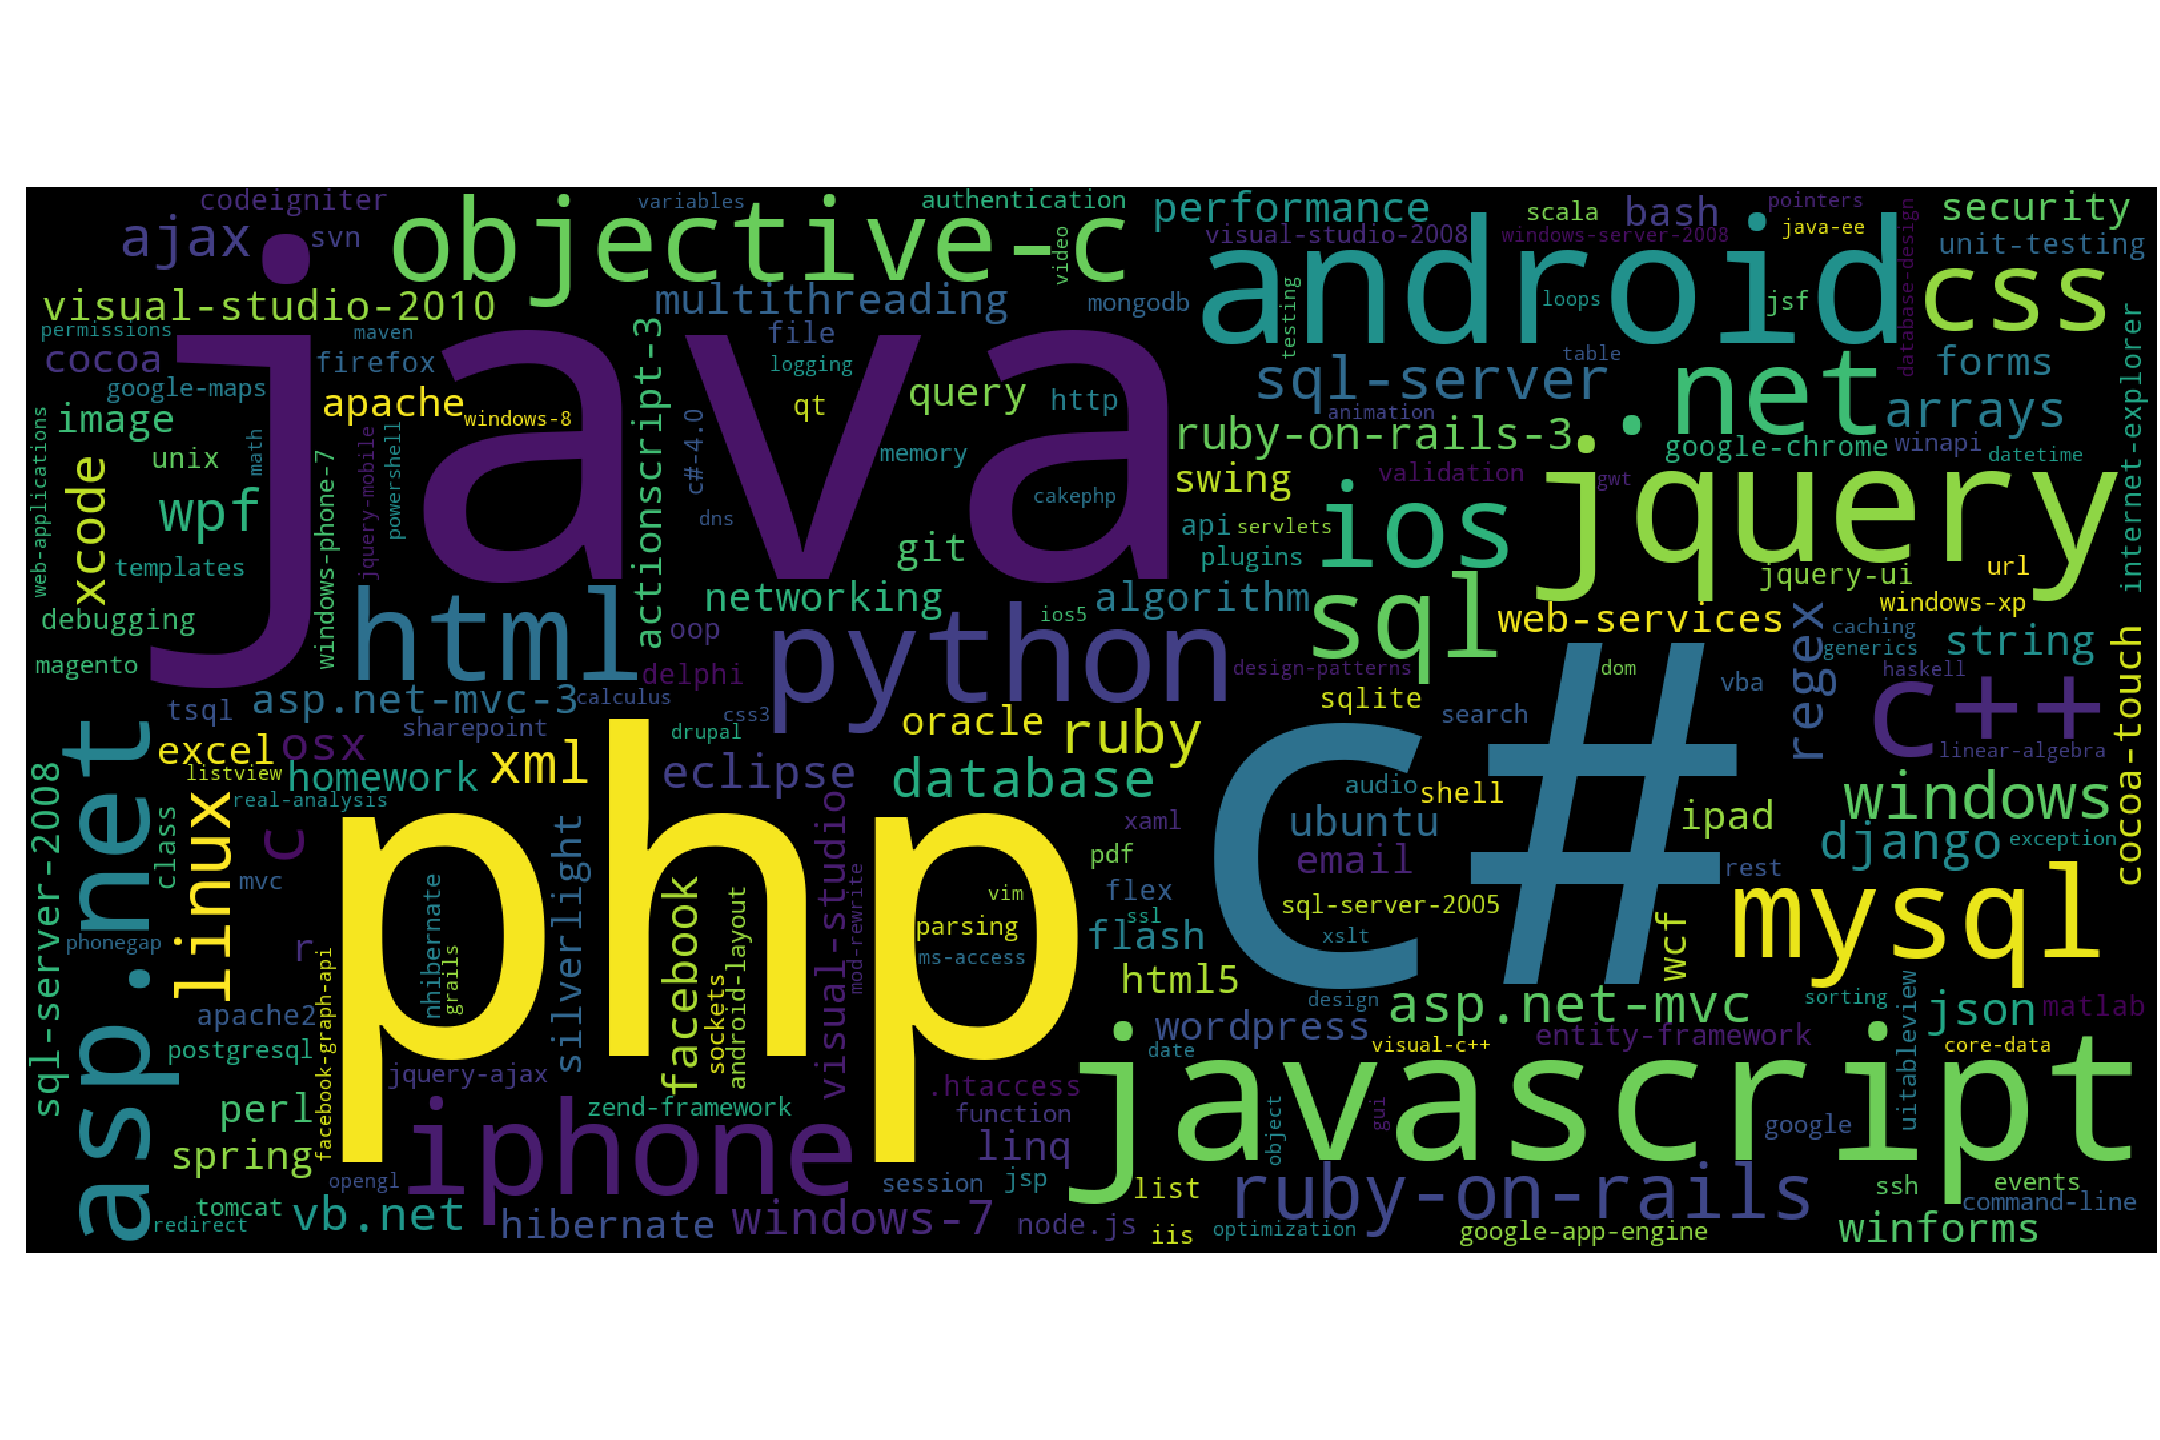 codeigniter
variables
authentication
performance
scala
bash
pointers
security
ajax
svn
objective-c
video
visual-studio-2008
windows-server-2008
java-ee
database-design
unit-testing
android
css
visual-studio-2010
multithreading
mongodb
testing
loops
jsf
permissions
maven
actionscript-3
file
java
cocoa
firefox
logging
sql-server
table
.net
forms
internet-explorer
google-maps
query
http
image
apache
windows-8
qt
animation
arrays
web-applications
unix
math
jquery-mobile
powershell
c#-4.0
memory
ruby-on-rails-3
google-chrome
winapi
datetime
xcode
wpf
windows-phone-7
dns
cakephp
swing
validation
gwt
jquery
api
servlets
ios
templates
git
plugins
jquery-ui
url
debugging
html
networking
ios5
algorithm
sql
web-services
windows-xp
magento
oop
python
regex
caching
generics
string
cocoa-touch
delphi
design-patterns
dom
vba
haskell
tsql
asp.net-mvc-3
calculus
sqlite
search
c++
sharepoint
css3
drupal
oracle
ruby
c#
linear-algebra
asp.net
excel
osx
listview
homework
xml
eclipse
database
audio
shell
windows
sql-server-2008
real-analysis
class
linux
c
php
silverlight
visual-studio
xaml
ubuntu
ipad
django
exception
pdf
email
rest
mvc
nhibernate
grails
facebook
android-layout
mod-rewrite
vim
flex
sql-server-2005
mysql
phonegap
r
facebook-graph-api
sockets
parsing
ssl
flash
xslt
wcf
ms-access
html5
design
asp.net-mvc
sorting
uitableview
json
matlab
apache2
postgresql
wordpress
entity-framework
date
visual-c++
core-data
jquery-ajax
.htaccess
javascript
perl
iphone
zend-framework
function
object
gui
google
spring
linq
opengl
session
jsp
list
ruby-on-rails
ssh
events
command-line
tomcat
redirect
vb.net
hibernate
windows-7
node.js
iis
optimization
google-app-engine
winforms